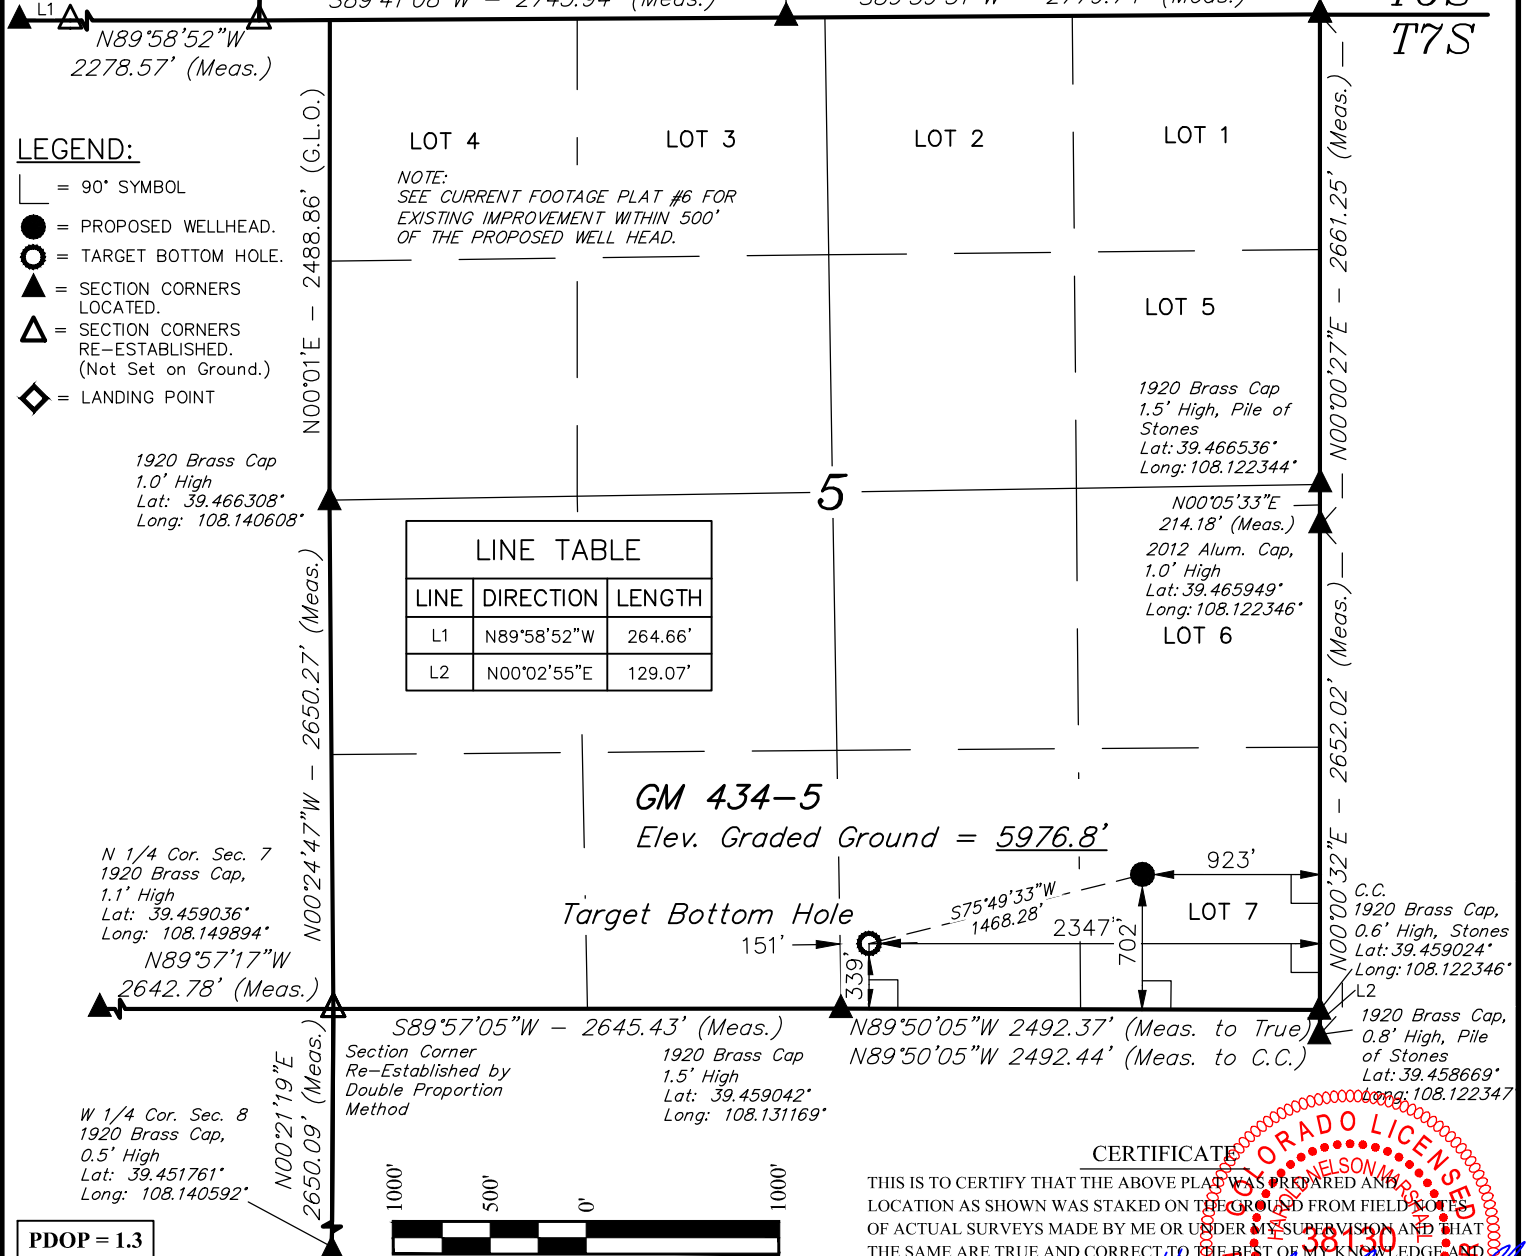 L1
N89°58'52"W
2278.57' (Meas.)
T7S
LEGEND:
= 90° SYMBOL
= PROPOSED WELLHEAD.
= TARGET BOTTOM HOLE.
= SECTION CORNERS
LOCATED.
= SECTION CORNERS
RE-ESTABLISHED.
(Not Set on Ground.)
= LANDING POINT
N00°01'E - 2488.86' (G.L.O.)
LOT 4
LOT 3
LOT 2
LOT 1
NOTE:
SEE CURRENT FOOTAGE PLAT #6 FOR
EXISTING IMPROVEMENT WITHIN 500'
OF THE PROPOSED WELL HEAD.
LOT 5
N00°00'27"E - 2661.25' (Meas.)
1920 Brass Cap
1.5' High, Pile of
Stones
Lat: 39.466536°
Long: 108.122344°
1920 Brass Cap
1.0' High
Lat: 39.466308°
Long: 108.140608°
5
N00°05'33"E
214.18' (Meas.)
2012 Alum. Cap,
1.0' High
Lat: 39.465949°
Long: 108.122346°
LOT 6
LINE TABLE
LINE DIRECTION LENGTH
L1 N89°58'52"W 264.66'
L2 N00°02'55"E 129.07'
N00°24'47"W - 2650.27' (Meas.)
N00°00'32"E - 2652.02' (Meas.)
GM 434-5
Elev. Graded Ground = 5976.8'
923'
S75°49'33"W
1468.28'
Target Bottom Hole
151'
2347'
702'
339'
LOT 7
N 1/4 Cor. Sec. 7
1920 Brass Cap,
1.1' High
Lat: 39.459036°
Long: 108.149894°
N89°57'17"W
2642.78' (Meas.)
C.C.
1920 Brass Cap,
0.6' High, Stones
Lat: 39.459024°
Long: 108.122346°
L2
1920 Brass Cap,
0.8' High, Pile
of Stones
Lat: 39.458669°
Long: 108.122347
S89°57'05"W - 2645.43' (Meas.)
N89°50'05"W 2492.37' (Meas. to True)
N89°50'05"W 2492.44' (Meas. to C.C.)
Section Corner
Re-Established by
Double Proportion
Method
1920 Brass Cap
1.5' High
Lat: 39.459042°
Long: 108.131169°
N00°21'19"E
2650.09' (Meas.)
W 1/4 Cor. Sec. 8
1920 Brass Cap,
0.5' High
Lat: 39.451761°
Long: 108.140592°
PDOP = 1.3
1000' 500' 0' 1000'
CERTIFICATE
THIS IS TO CERTIFY THAT THE ABOVE PLAT WAS PREPARED AND
LOCATION AS SHOWN WAS STAKED ON THE GROUND FROM FIELD NOTES
OF ACTUAL SURVEYS MADE BY ME OR UNDER MY SUPERVISION AND THAT
THE SAME ARE TRUE AND CORRECT TO THE BEST OF MY KNOWLEDGE AND
COLORADO LICENSED
HAROLD NELSON MARSHALL
38130